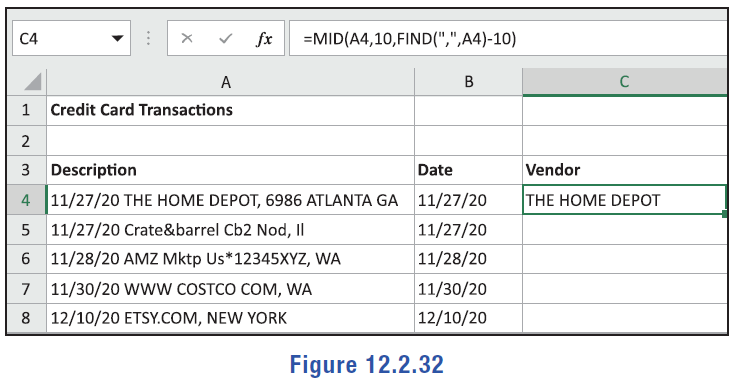 C4 fx =MID(A4,10,FIND(",",A4)-10)
A B C
1 Credit Card Transactions
2
3 Description Date Vendor
4 11/27/20 THE HOME DEPOT, 6986 ATLANTA GA 11/27/20 THE HOME DEPOT
5 11/27/20 Crate&barrel Cb2 Nod, Il 11/27/20
6 11/28/20 AMZ Mktp Us*12345XYZ, WA 11/28/20
7 11/30/20 WWW COSTCO COM, WA 11/30/20
8 12/10/20 ETSY.COM, NEW YORK 12/10/20
Figure 12.2.32